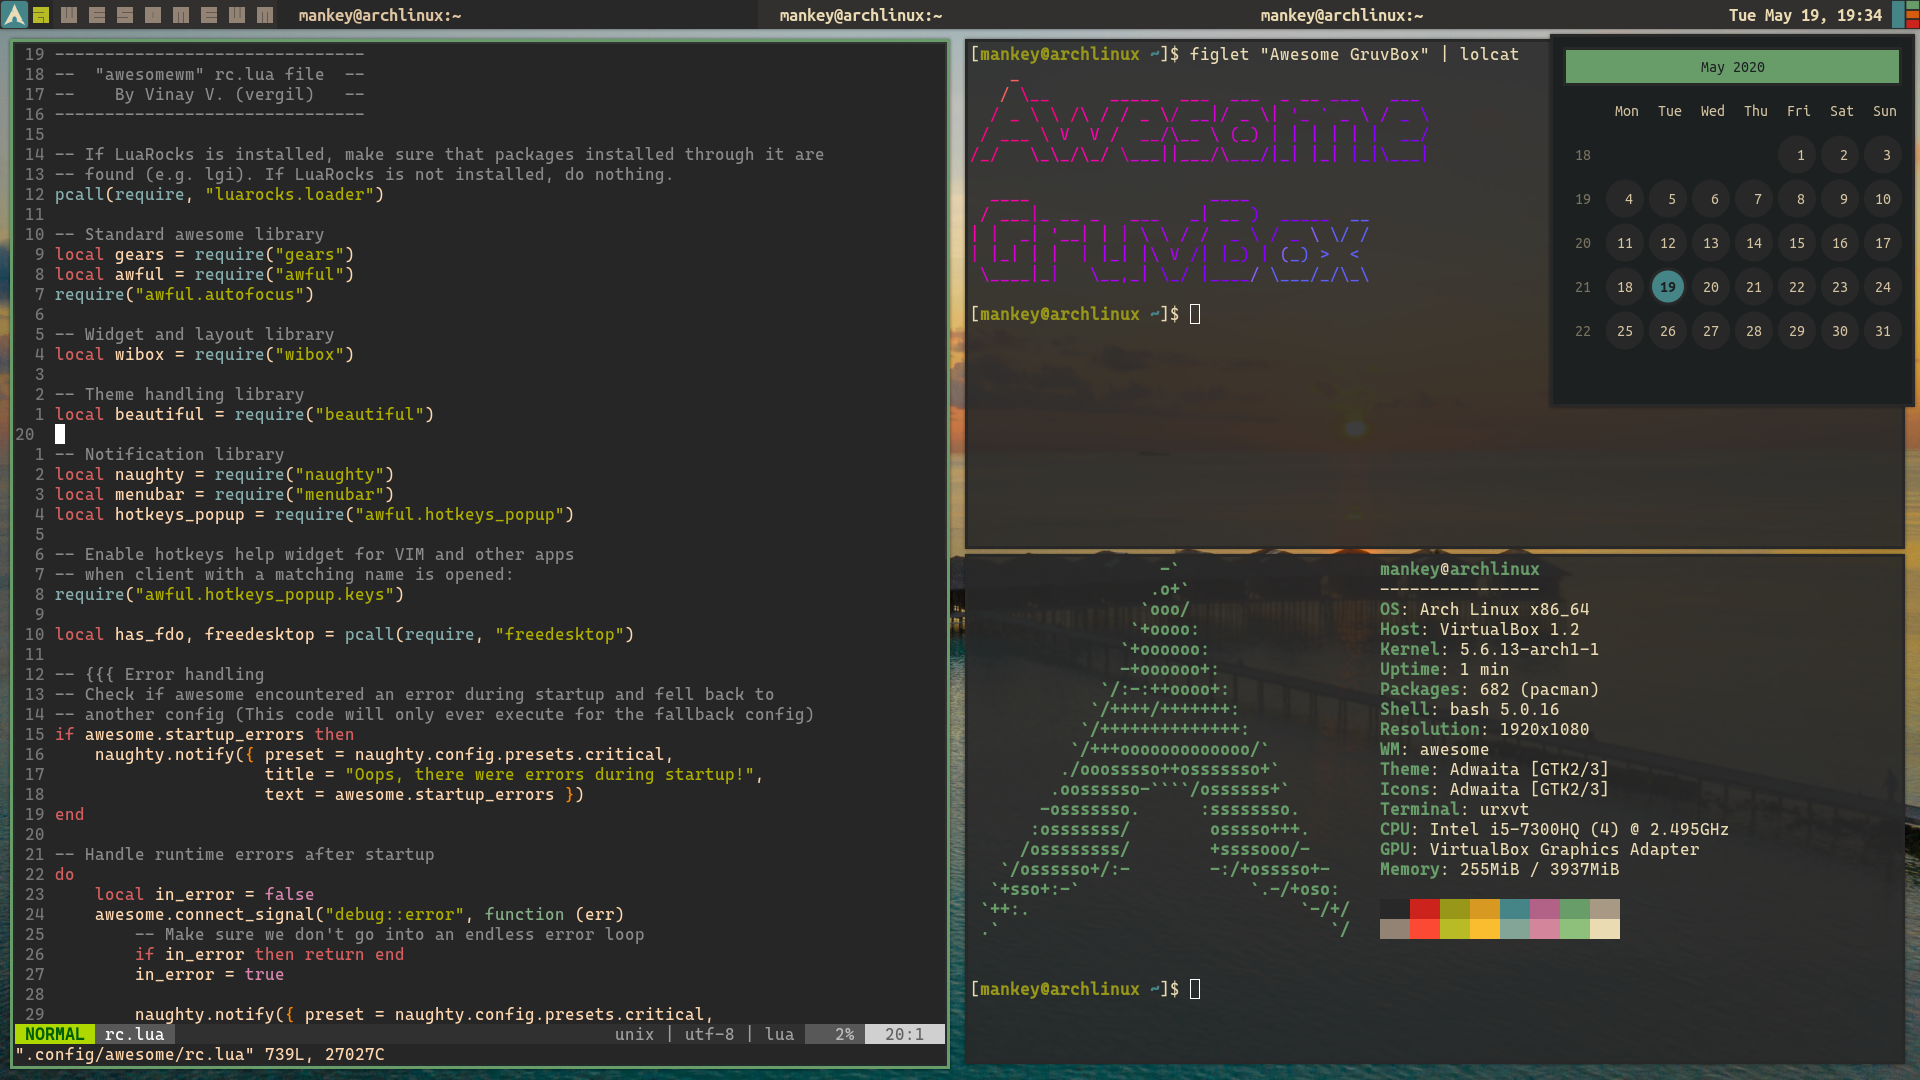 A W E S O M E W M
mankey@archlinux:~
mankey@archlinux:~
mankey@archlinux:~
Tue May 19, 19:34
19 -------------------------------
18 --  "awesomewm" rc.lua file  --
17 --    By Vinay V. (vergil)   --
16 -------------------------------
15
14 -- If LuaRocks is installed, make sure that packages installed through it are
13 -- found (e.g. lgi). If LuaRocks is not installed, do nothing.
12 pcall(require, "luarocks.loader")
11
10 -- Standard awesome library
9 local gears = require("gears")
8 local awful = require("awful")
7 require("awful.autofocus")
6
5 -- Widget and layout library
4 local wibox = require("wibox")
3
2 -- Theme handling library
1 local beautiful = require("beautiful")
20
1 -- Notification library
2 local naughty = require("naughty")
3 local menubar = require("menubar")
4 local hotkeys_popup = require("awful.hotkeys_popup")
5
6 -- Enable hotkeys help widget for VIM and other apps
7 -- when client with a matching name is opened:
8 require("awful.hotkeys_popup.keys")
9
10 local has_fdo, freedesktop = pcall(require, "freedesktop")
11
12 -- {{{ Error handling
13 -- Check if awesome encountered an error during startup and fell back to
14 -- another config (This code will only ever execute for the fallback config)
15 if awesome.startup_errors then
16     naughty.notify({ preset = naughty.config.presets.critical,
17                      title = "Oops, there were errors during startup!",
18                      text = awesome.startup_errors })
19 end
20
21 -- Handle runtime errors after startup
22 do
23     local in_error = false
24     awesome.connect_signal("debug::error", function (err)
25         -- Make sure we don't go into an endless error loop
26         if in_error then return end
27         in_error = true
28
29         naughty.notify({ preset = naughty.config.presets.critical,
NORMAL rc.lua unix | utf-8 | lua 2% 20:1
".config/awesome/rc.lua" 739L, 27027C
[mankey@archlinux ~]$ figlet "Awesome GruvBox" | lolcat
Awesome
GruvBox
[mankey@archlinux ~]$
May 2020
Mon Tue Wed Thu Fri Sat Sun
18 1 2 3
19 4 5 6 7 8 9 10
20 11 12 13 14 15 16 17
21 18 19 20 21 22 23 24
22 25 26 27 28 29 30 31
mankey@archlinux
----------------
OS: Arch Linux x86_64
Host: VirtualBox 1.2
Kernel: 5.6.13-arch1-1
Uptime: 1 min
Packages: 682 (pacman)
Shell: bash 5.0.16
Resolution: 1920x1080
WM: awesome
Theme: Adwaita [GTK2/3]
Icons: Adwaita [GTK2/3]
Terminal: urxvt
CPU: Intel i5-7300HQ (4) @ 2.495GHz
GPU: VirtualBox Graphics Adapter
Memory: 255MiB / 3937MiB
[mankey@archlinux ~]$